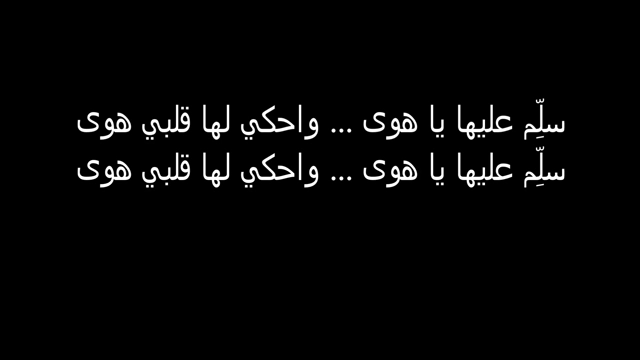 سلِّم عليها يا هوى ... واحكي لها قلبي هوى
سلِّم عليها يا هوى ... واحكي لها قلبي هوى